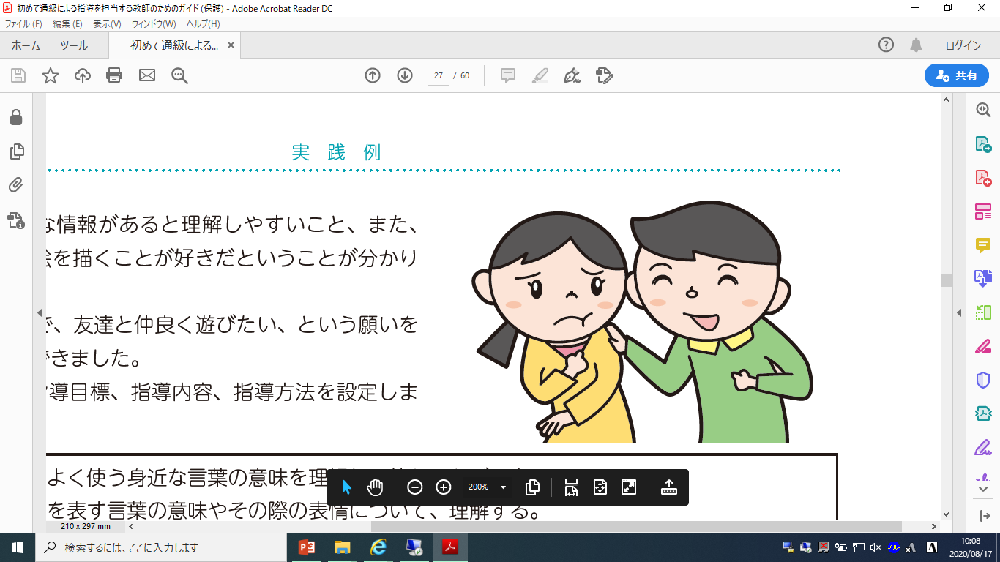 初めて通級による指導を担当する教師のためのガイド (保護) - Adobe Acrobat Reader DC
ファイル (F) 編集 (E) 表示(V) ウィンドウ(W) ヘルプ(H)
ホーム ツール 初めて通級による... × ログイン
27 / 60
共有
実 践 例
な情報があると理解しやすいこと、また、
絵を描くことが好きだということが分かり
で、友達と仲良く遊びたい、という願いを
できました。
導目標、指導内容、指導方法を設定しま
よく使う身近な言葉の意味を理
200%
を表す言葉の意味やその際の表情について、理解する。
210 x 297 mm
検索するには、ここに入力します
A
10:08
2020/08/17